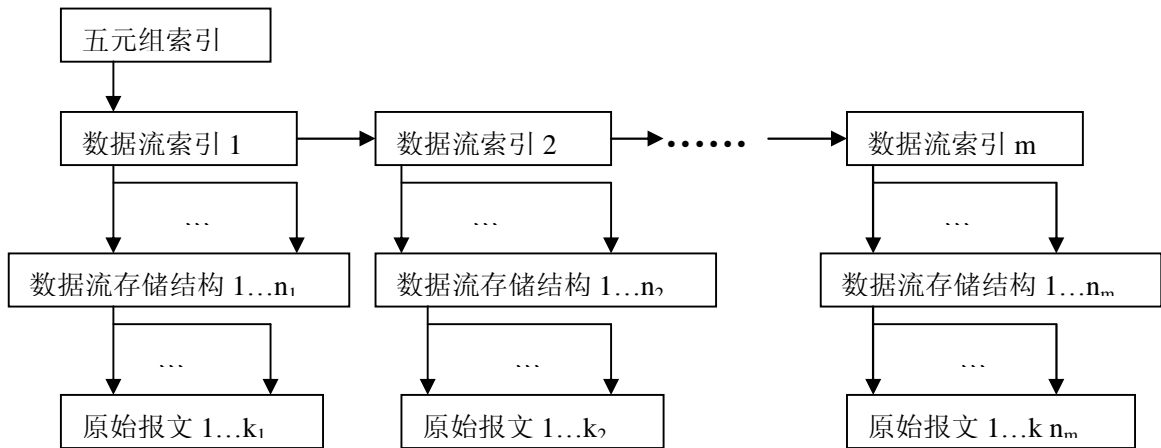 五元组索引
数据流索引 1 数据流索引 2 …… 数据流索引 m
… … …
数据流存储结构 1…n₁ 数据流存储结构 1…n₂ 数据流存储结构 1…nₘ
… … …
原始报文 1…k₁ 原始报文 1…k₂ 原始报文 1…k nₘ